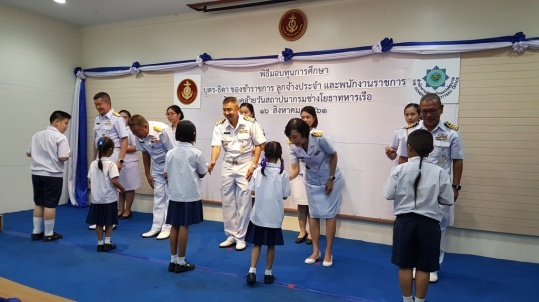 พิธีมอบทุนการศึกษา
บุตร-ธิดา ของข้าราชการ ลูกจ้างประจำ และพนักงานราชการ
คล้ายวันสถาปนากรมช่างโยธาทหารเรือ
๑๖ สิงหาคม